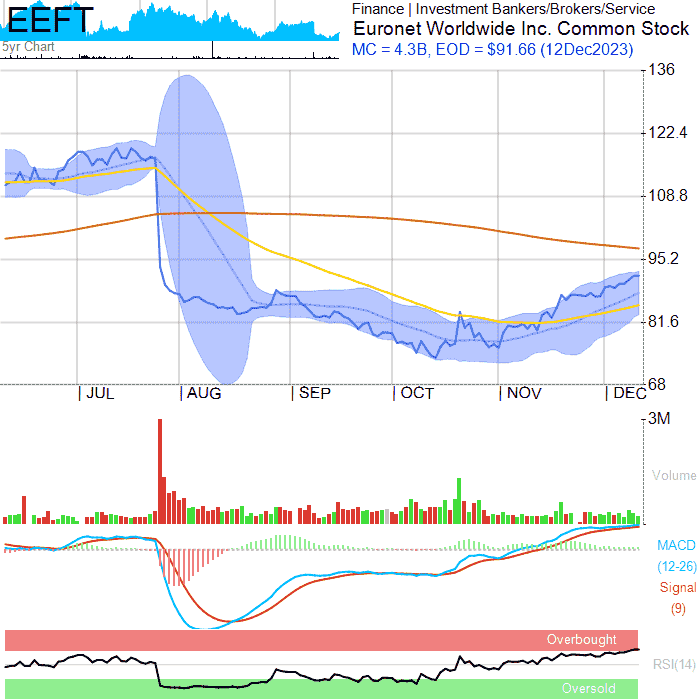 EEFT
5yr Chart
Finance | Investment Bankers/Brokers/Service
Euronet Worldwide Inc. Common Stock
MC = 4.3B, EOD = $91.66 (12Dec2023)
136
122.4
108.8
95.2
81.6
68
| JUL | AUG | SEP | OCT | NOV | DEC
3M
Volume
MACD
(12-26)
Signal
(9)
Overbought
RSI(14)
Oversold